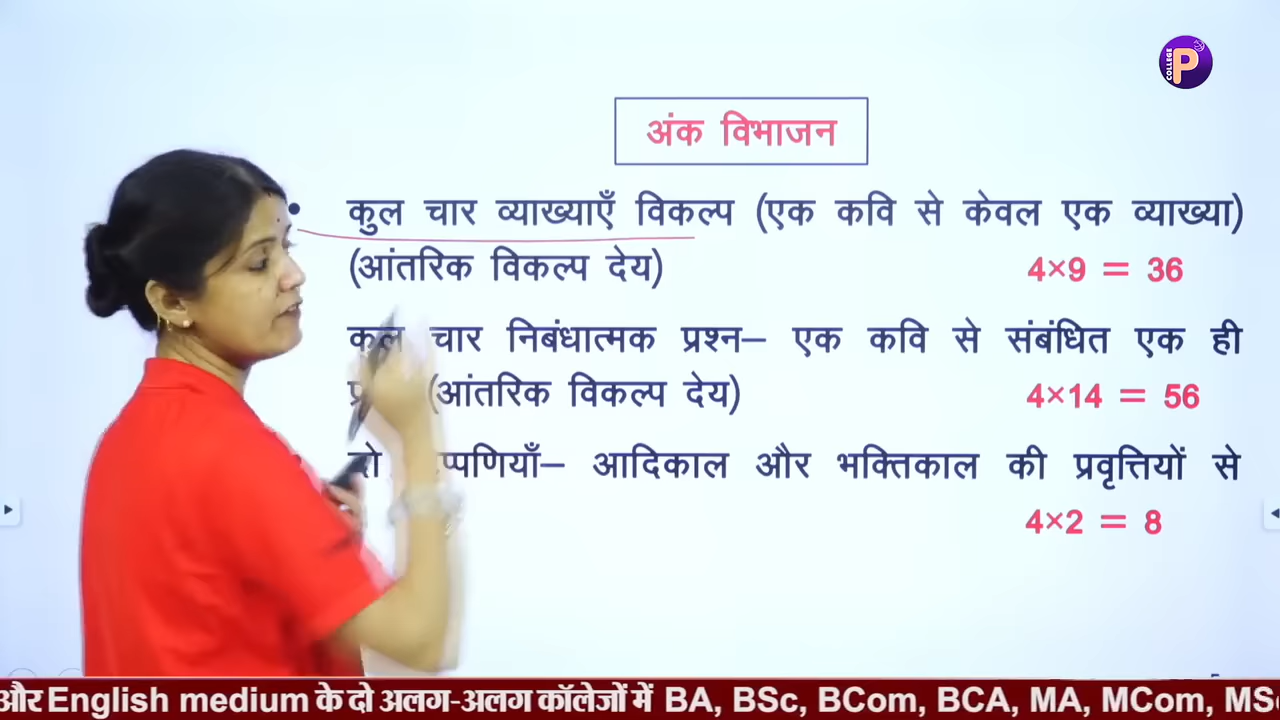 COLLEGE P
अंक विभाजन
• कुल चार व्याख्याएँ विकल्प (एक कवि से केवल एक व्याख्या)
(आंतरिक विकल्प देय) 4×9 = 36
कुल चार निबंधात्मक प्रश्न– एक कवि से संबंधित एक ही
(आंतरिक विकल्प देय) 4×14 = 56
आदिकाल और भक्तिकाल की प्रवृत्तियों से
4×2 = 8
और English medium के दो अलग-अलग कॉलेजों में BA, BSc, BCom, BCA, MA, MCom,